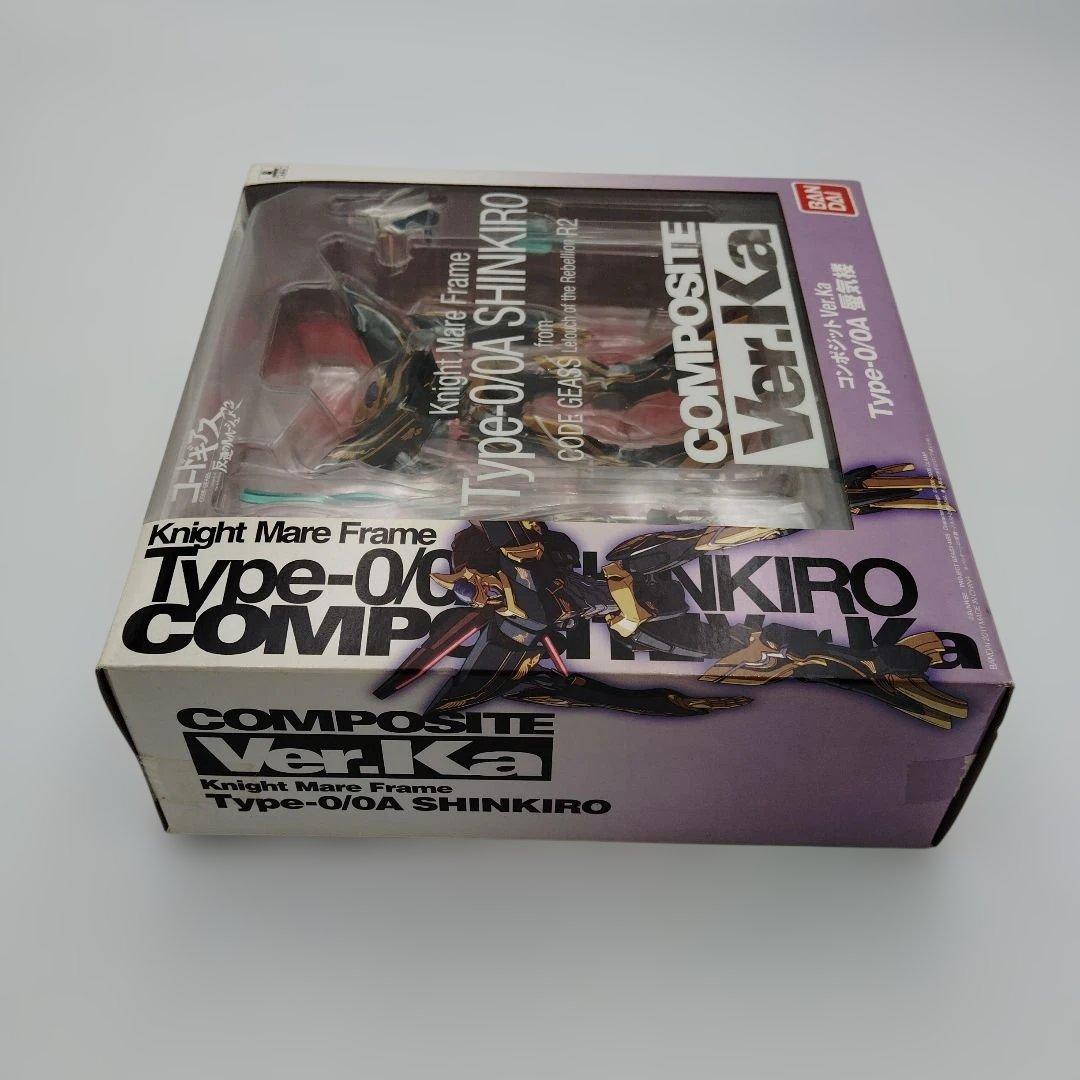 BAN
DAI
Knight Mare Frame
Type-0/0A SHINKIRO
from
CODE GEASS Lelouch of the Rebellion R2
COMPOSITE
Ver.Ka
コンポジット Ver.Ka
Type-0/0A 蜃気楼
コードギアス
反逆のルルーシュR2
Knight Mare Frame
Type-0/0 SHINKIRO
COMPOSITE Ver.Ka
COMPOSITE
Ver.Ka
Knight Mare Frame
Type-0/0A SHINKIRO